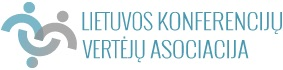 LIETUVOS KONFERENCIJŲ
VERTĖJŲ ASOCIACIJA